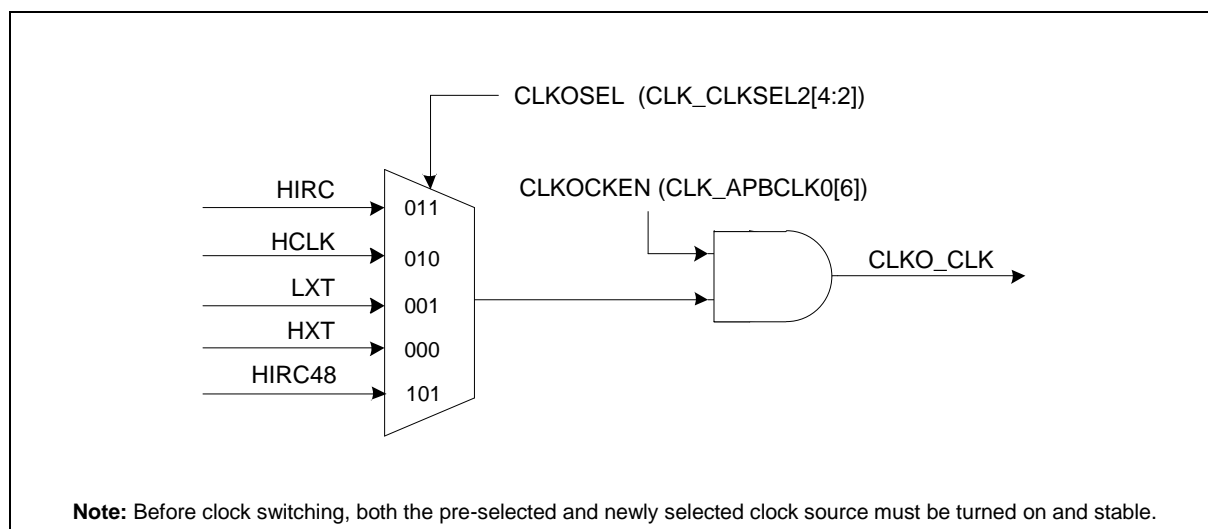 CLKOSEL (CLK_CLKSEL2[4:2])
CLKOCKEN (CLK_APBCLK0[6])
HIRC
011
HCLK
010
CLKO_CLK
LXT
001
HXT
000
HIRC48
101
Note: Before clock switching, both the pre-selected and newly selected clock source must be turned on and stable.